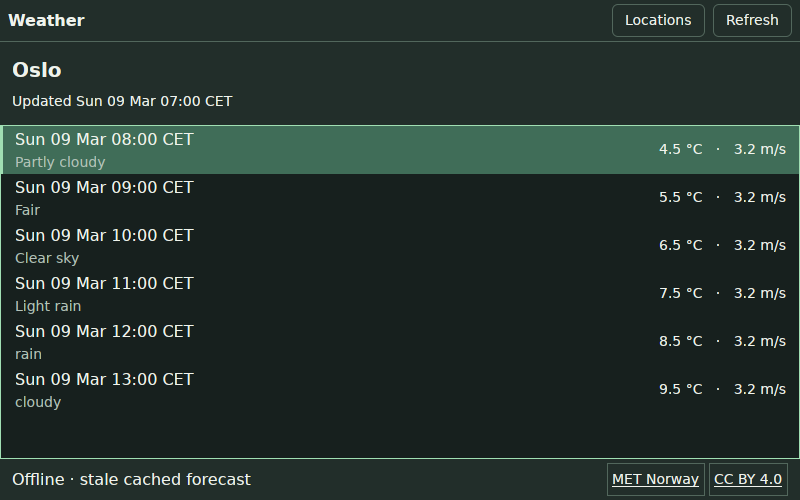 Weather
Locations
Refresh
Oslo
Updated Sun 09 Mar 07:00 CET
Sun 09 Mar 08:00 CET
Partly cloudy
4.5 °C · 3.2 m/s
Sun 09 Mar 09:00 CET
Fair
5.5 °C · 3.2 m/s
Sun 09 Mar 10:00 CET
Clear sky
6.5 °C · 3.2 m/s
Sun 09 Mar 11:00 CET
Light rain
7.5 °C · 3.2 m/s
Sun 09 Mar 12:00 CET
rain
8.5 °C · 3.2 m/s
Sun 09 Mar 13:00 CET
cloudy
9.5 °C · 3.2 m/s
Offline · stale cached forecast
MET Norway
CC BY 4.0